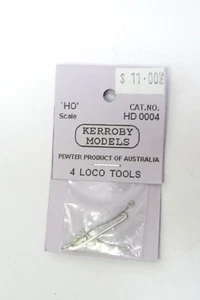 $ 11-00
'HO'
Scale
CAT.NO.
HD 0004
KERROBY
MODELS
PEWTER PRODUCT OF AUSTRALIA
4 LOCO TOOLS